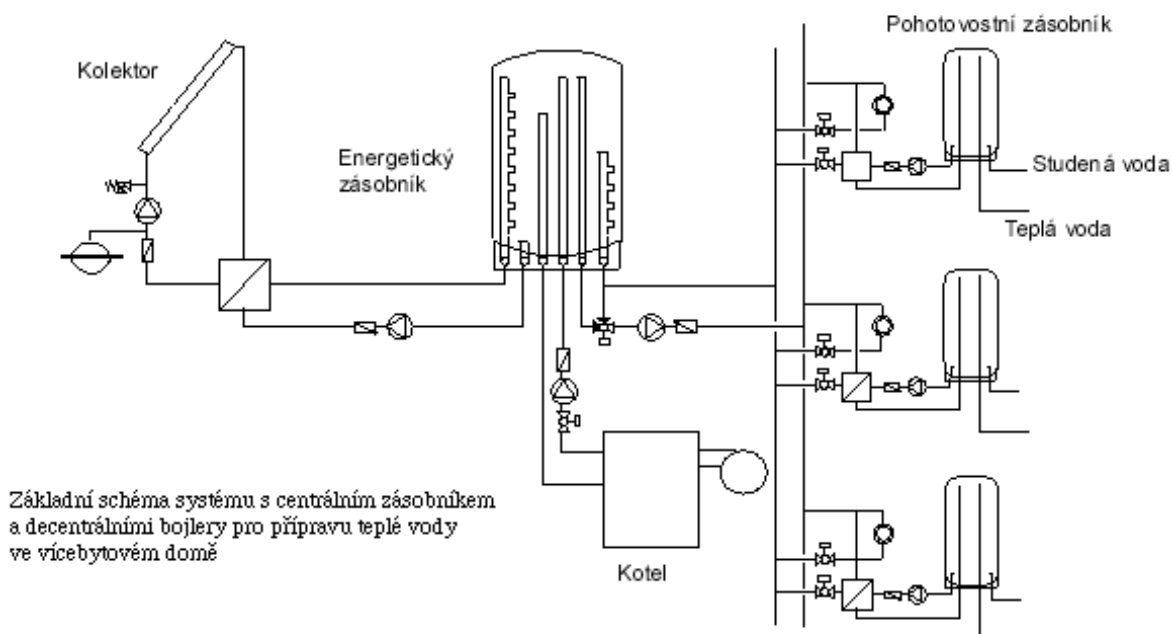 Pohotovostní zásobník
Kolektor
Energetický
zásobník
Studená voda
Teplá voda
Základní schéma systému s centrálním zásobníkem
a decentrálními bojlery pro přípravu teplé vody
ve vícebytovém domě
Kotel